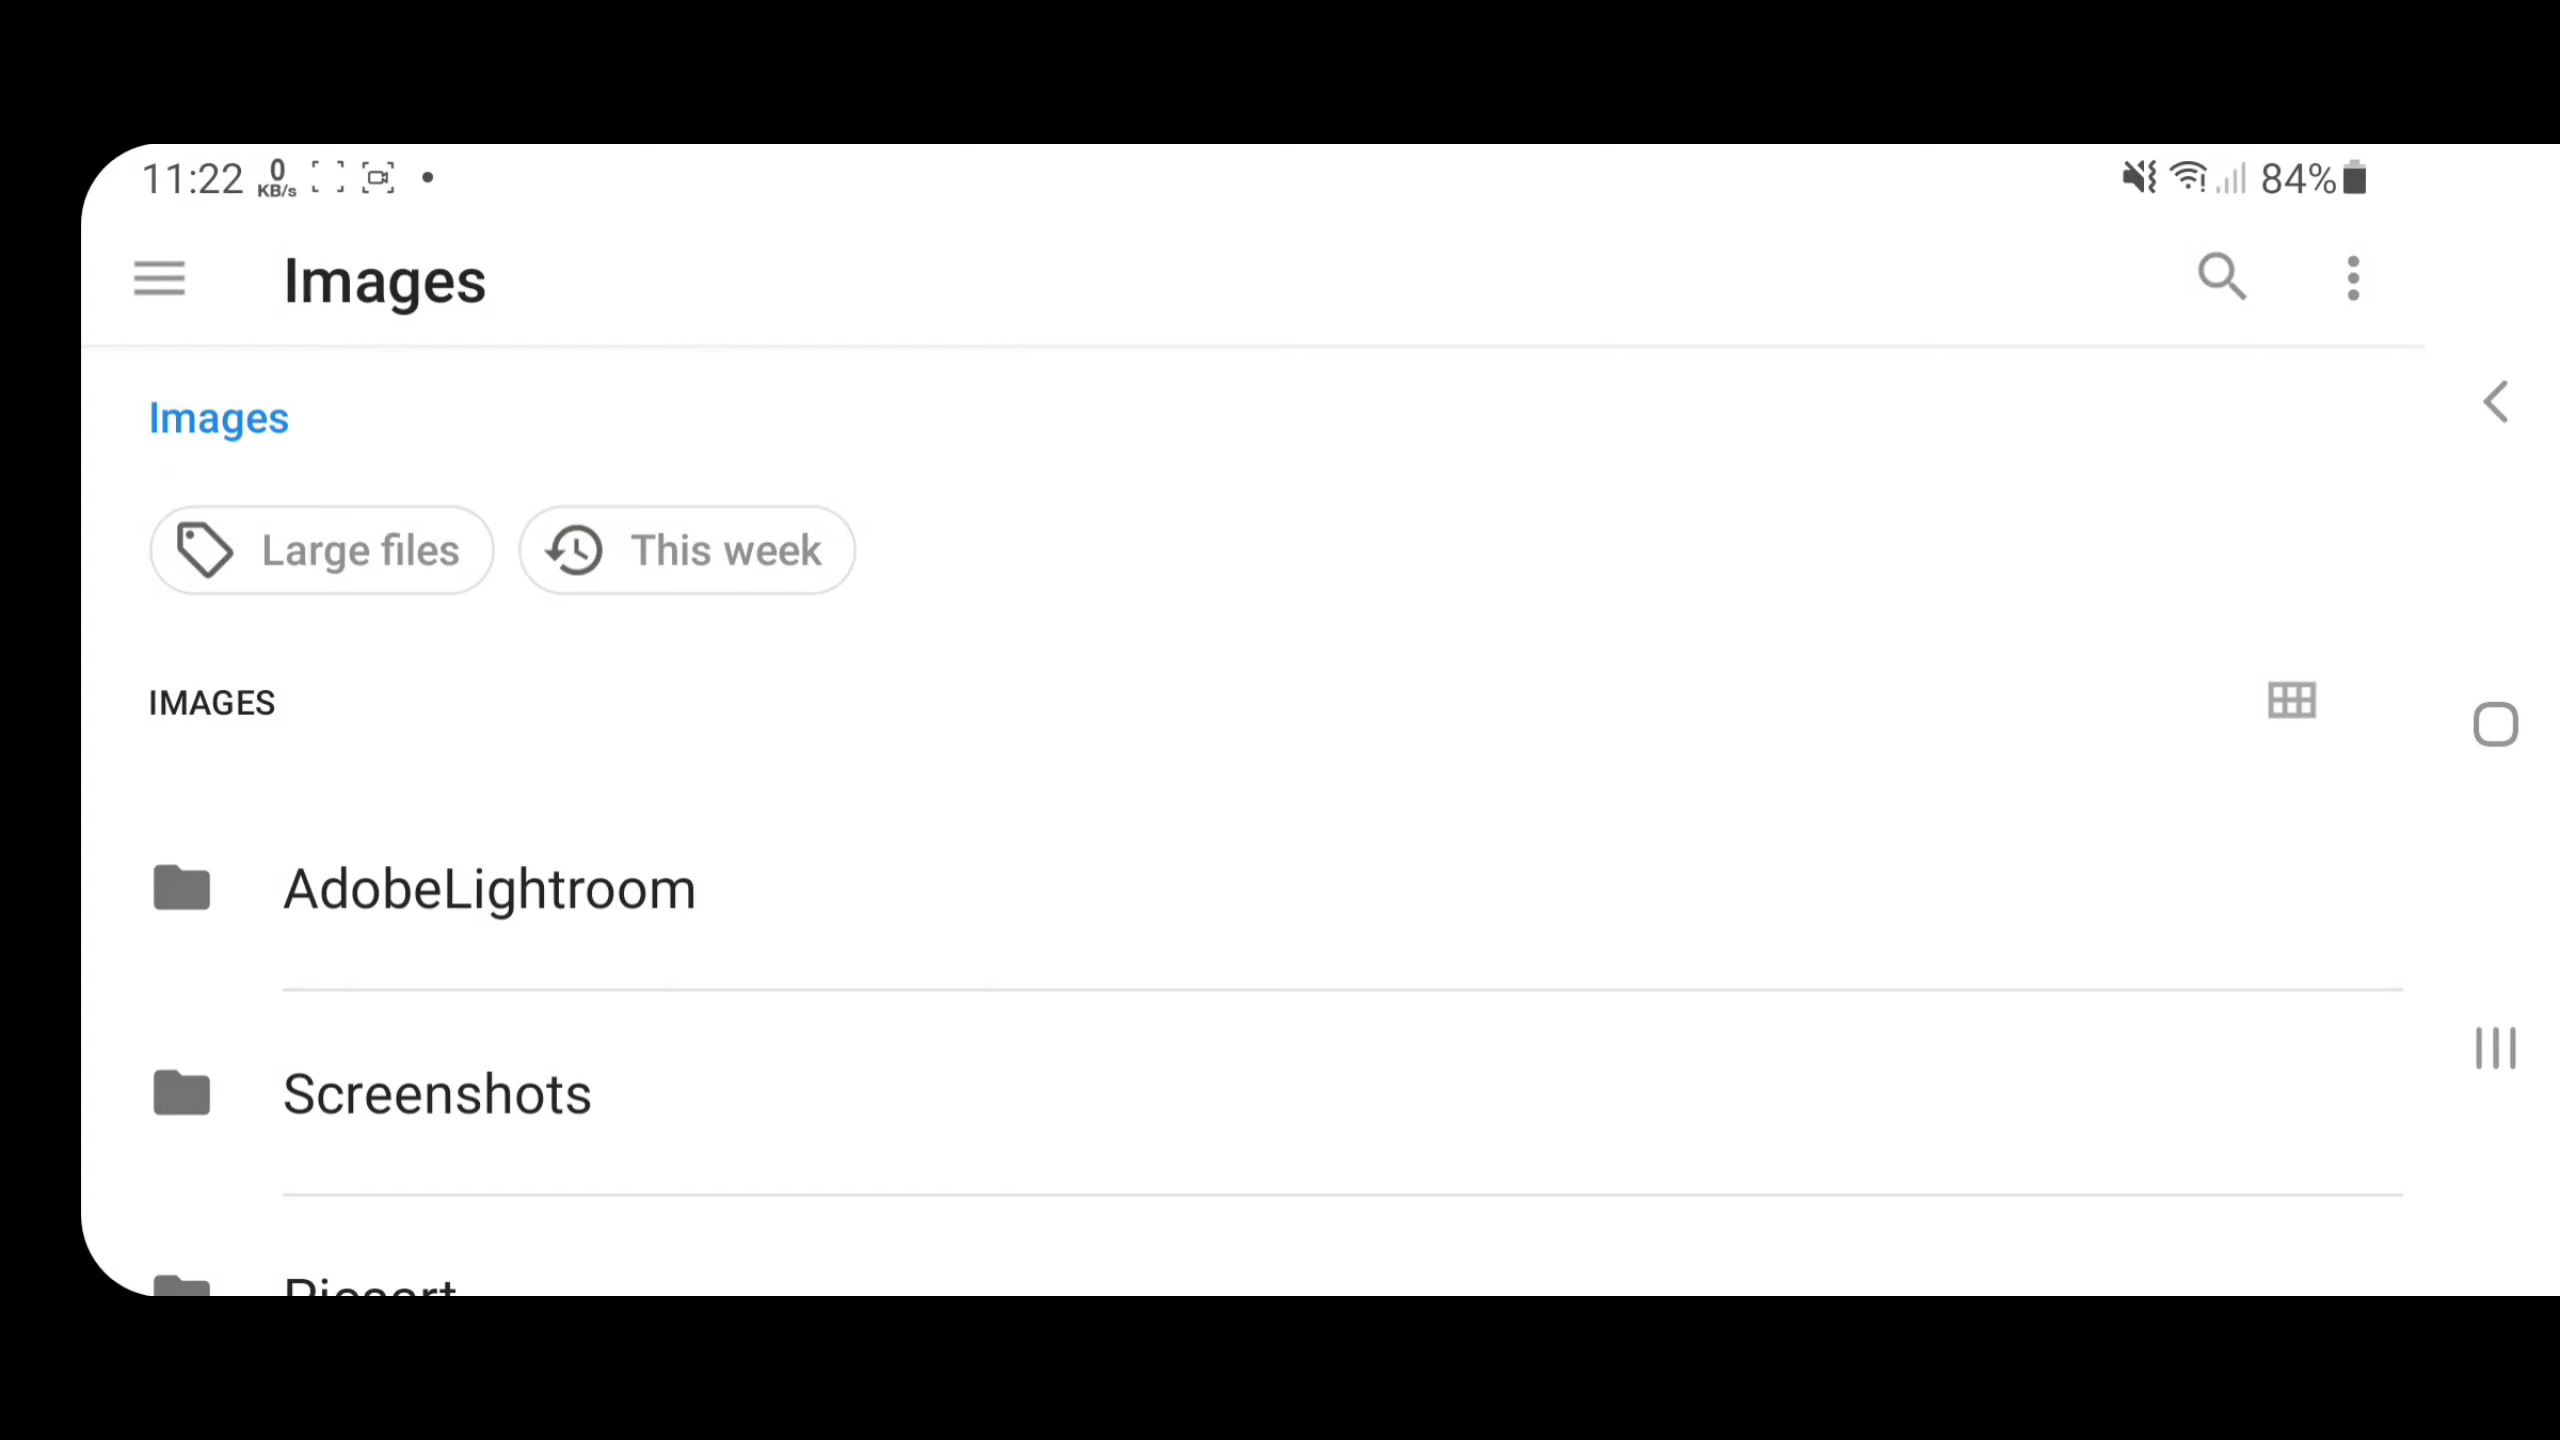 11:22 0 KB/s 84%
Images
Images
Large files This week
IMAGES
AdobeLightroom
Screenshots